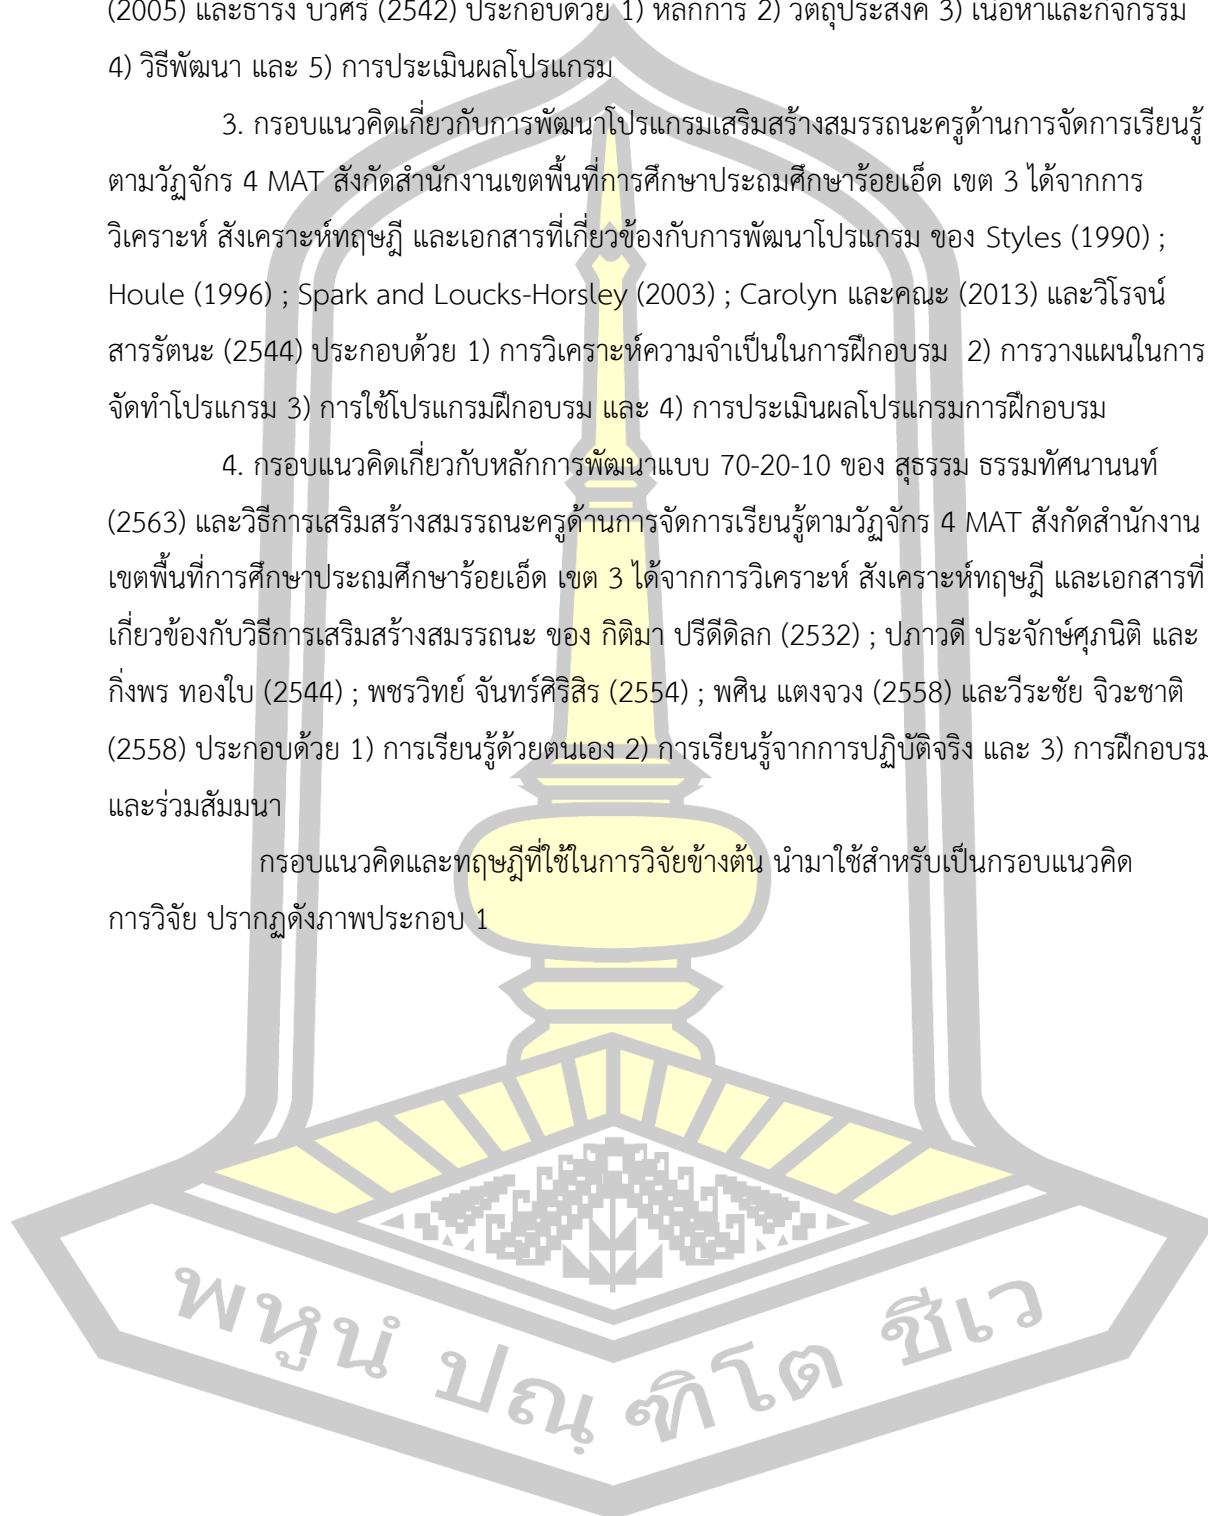 (2005) และธำรง บัวศรี (2542) ประกอบด้วย 1) หลักการ 2) วัตถุประสงค์ 3) เนื้อหาและกิจกรรม
4) วิธีพัฒนา และ 5) การประเมินผลโปรแกรม
3. กรอบแนวคิดเกี่ยวกับการพัฒนาโปรแกรมเสริมสร้างสมรรถนะครูด้านการจัดการเรียนรู้
ตามวัฏจักร 4 MAT สังกัดสำนักงานเขตพื้นที่การศึกษาประถมศึกษาร้อยเอ็ด เขต 3 ได้จากการ
วิเคราะห์ สังเคราะห์ทฤษฎี และเอกสารที่เกี่ยวข้องกับการพัฒนาโปรแกรม ของ Styles (1990) ;
Houle (1996) ; Spark and Loucks-Horsley (2003) ; Carolyn และคณะ (2013) และวิโรจน์
สารรัตนะ (2544) ประกอบด้วย 1) การวิเคราะห์ความจำเป็นในการฝึกอบรม 2) การวางแผนในการ
จัดทำโปรแกรม 3) การใช้โปรแกรมฝึกอบรม และ 4) การประเมินผลโปรแกรมการฝึกอบรม
4. กรอบแนวคิดเกี่ยวกับหลักการพัฒนาแบบ 70-20-10 ของ สุธรรม ธรรมทัศนานนท์
(2563) และวิธีการเสริมสร้างสมรรถนะครูด้านการจัดการเรียนรู้ตามวัฏจักร 4 MAT สังกัดสำนักงาน
เขตพื้นที่การศึกษาประถมศึกษาร้อยเอ็ด เขต 3 ได้จากการวิเคราะห์ สังเคราะห์ทฤษฎี และเอกสารที่
เกี่ยวข้องกับวิธีการเสริมสร้างสมรรถนะ ของ กิติมา ปรีดีดิลก (2532) ; ปภาวดี ประจักษ์ศุภนิติ และ
กิ่งพร ทองใบ (2544) ; พชรวิทย์ จันทร์ศิริสิร (2554) ; พศิน แตงจวง (2558) และวีระชัย จิวะชาติ
(2558) ประกอบด้วย 1) การเรียนรู้ด้วยตนเอง 2) การเรียนรู้จากการปฏิบัติจริง และ 3) การฝึกอบรม
และร่วมสัมมนา
กรอบแนวคิดและทฤษฎีที่ใช้ในการวิจัยข้างต้น นำมาใช้สำหรับเป็นกรอบแนวคิด
การวิจัย ปรากฏดังภาพประกอบ 1
พหูนํ ปณฺฑิโต ชีเว